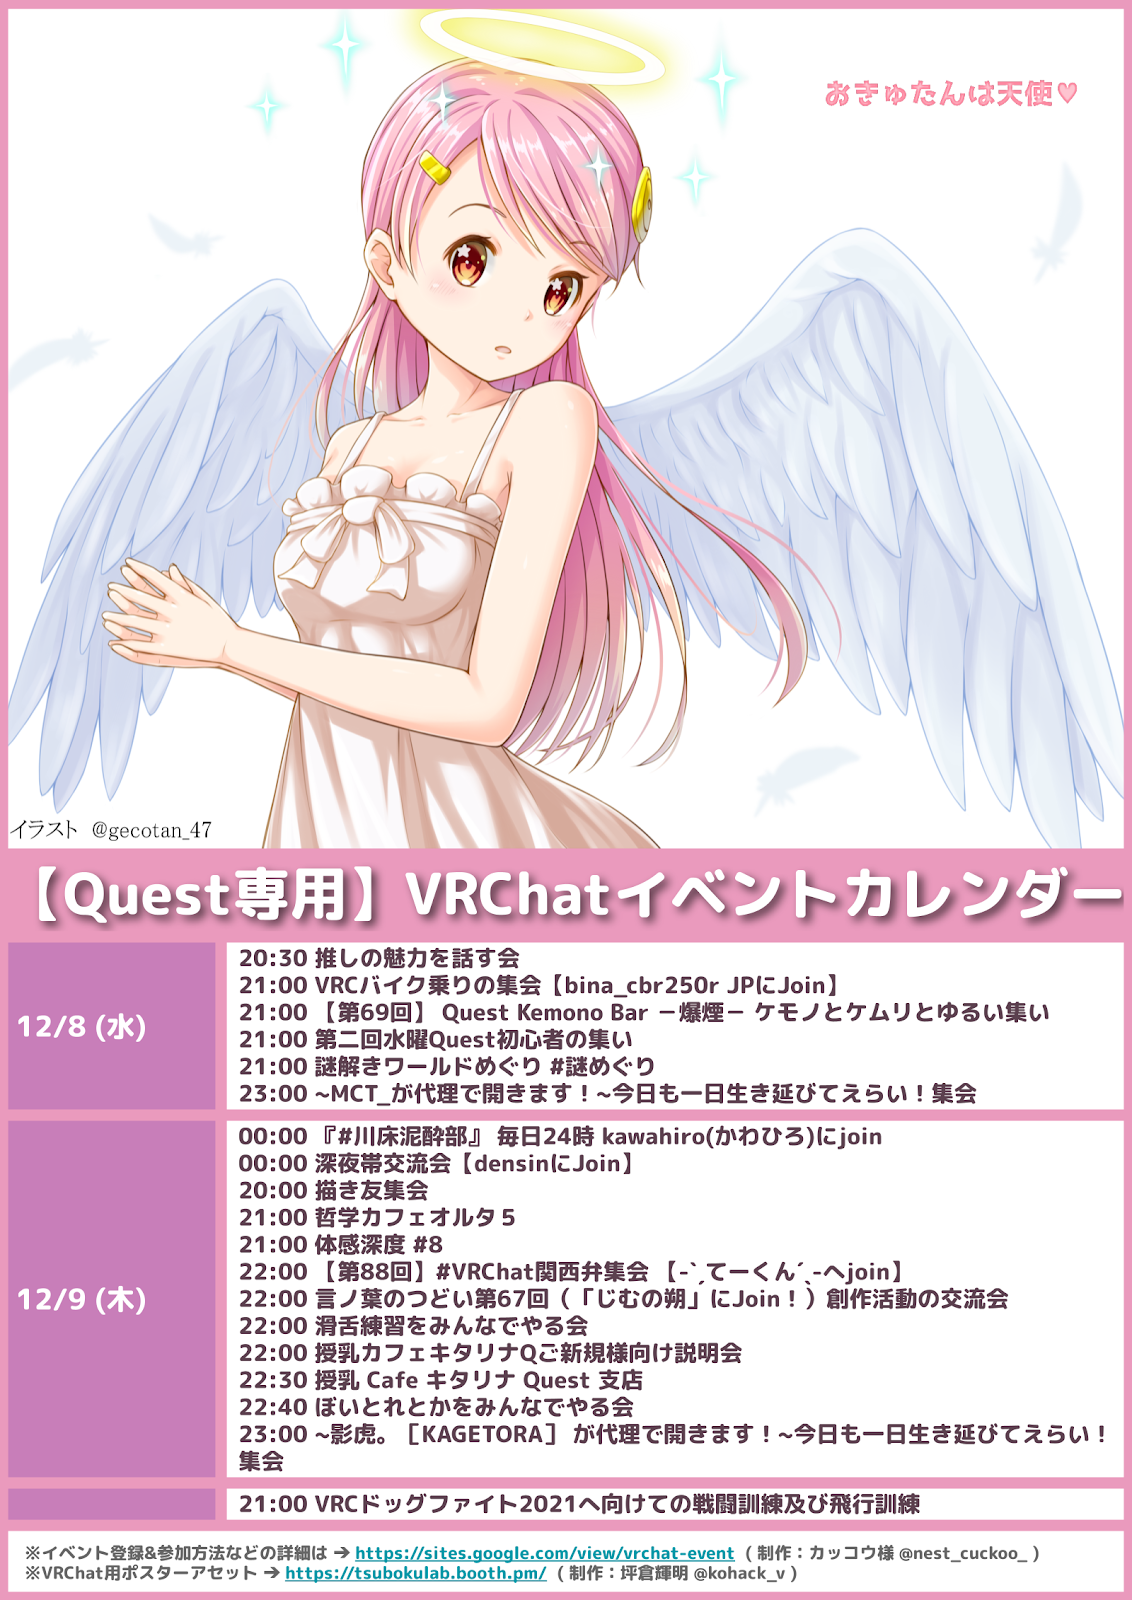 おきゅたんは天使♥
イラスト @gecotan_47
【Quest専用】VRChatイベントカレンダー
12/8 (水)
20:30 推しの魅力を話す会
21:00 VRCバイク乗りの集会【bina_cbr250r JPにJoin】
21:00 【第69回】 Quest Kemono Bar －爆煙－ ケモノとケムリとゆるい集い
21:00 第二回水曜Quest初心者の集い
21:00 謎解きワールドめぐり #謎めぐり
23:00 ~MCT_が代理で開きます！~今日も一日生き延びてえらい！集会
12/9 (木)
00:00 『#川床泥酔部』 毎日24時 kawahiro(かわひろ)にjoin
00:00 深夜帯交流会【densinにJoin】
20:00 描き友集会
21:00 哲学カフェオルタ５
21:00 体感深度 #8
22:00 【第88回】#VRChat関西弁集会 【-ˋˏてーくんˊˎ-へjoin】
22:00 言ノ葉のつどい第67回（「じむの朔」にJoin！）創作活動の交流会
22:00 滑舌練習をみんなでやる会
22:00 授乳カフェキタリナQご新規様向け説明会
22:30 授乳 Cafe キタリナ Quest 支店
22:40 ぼいとれとかをみんなでやる会
23:00 ~影虎。［KAGETORA］ が代理で開きます！~今日も一日生き延びてえらい！
集会
21:00 VRCドッグファイト2021へ向けての戦闘訓練及び飛行訓練
※イベント登録&参加方法などの詳細は → https://sites.google.com/view/vrchat-event （ 制作：カッコウ様 @nest_cuckoo_ ）
※VRChat用ポスターアセット → https://tsubokulab.booth.pm/ （ 制作：坪倉輝明 @kohack_v ）